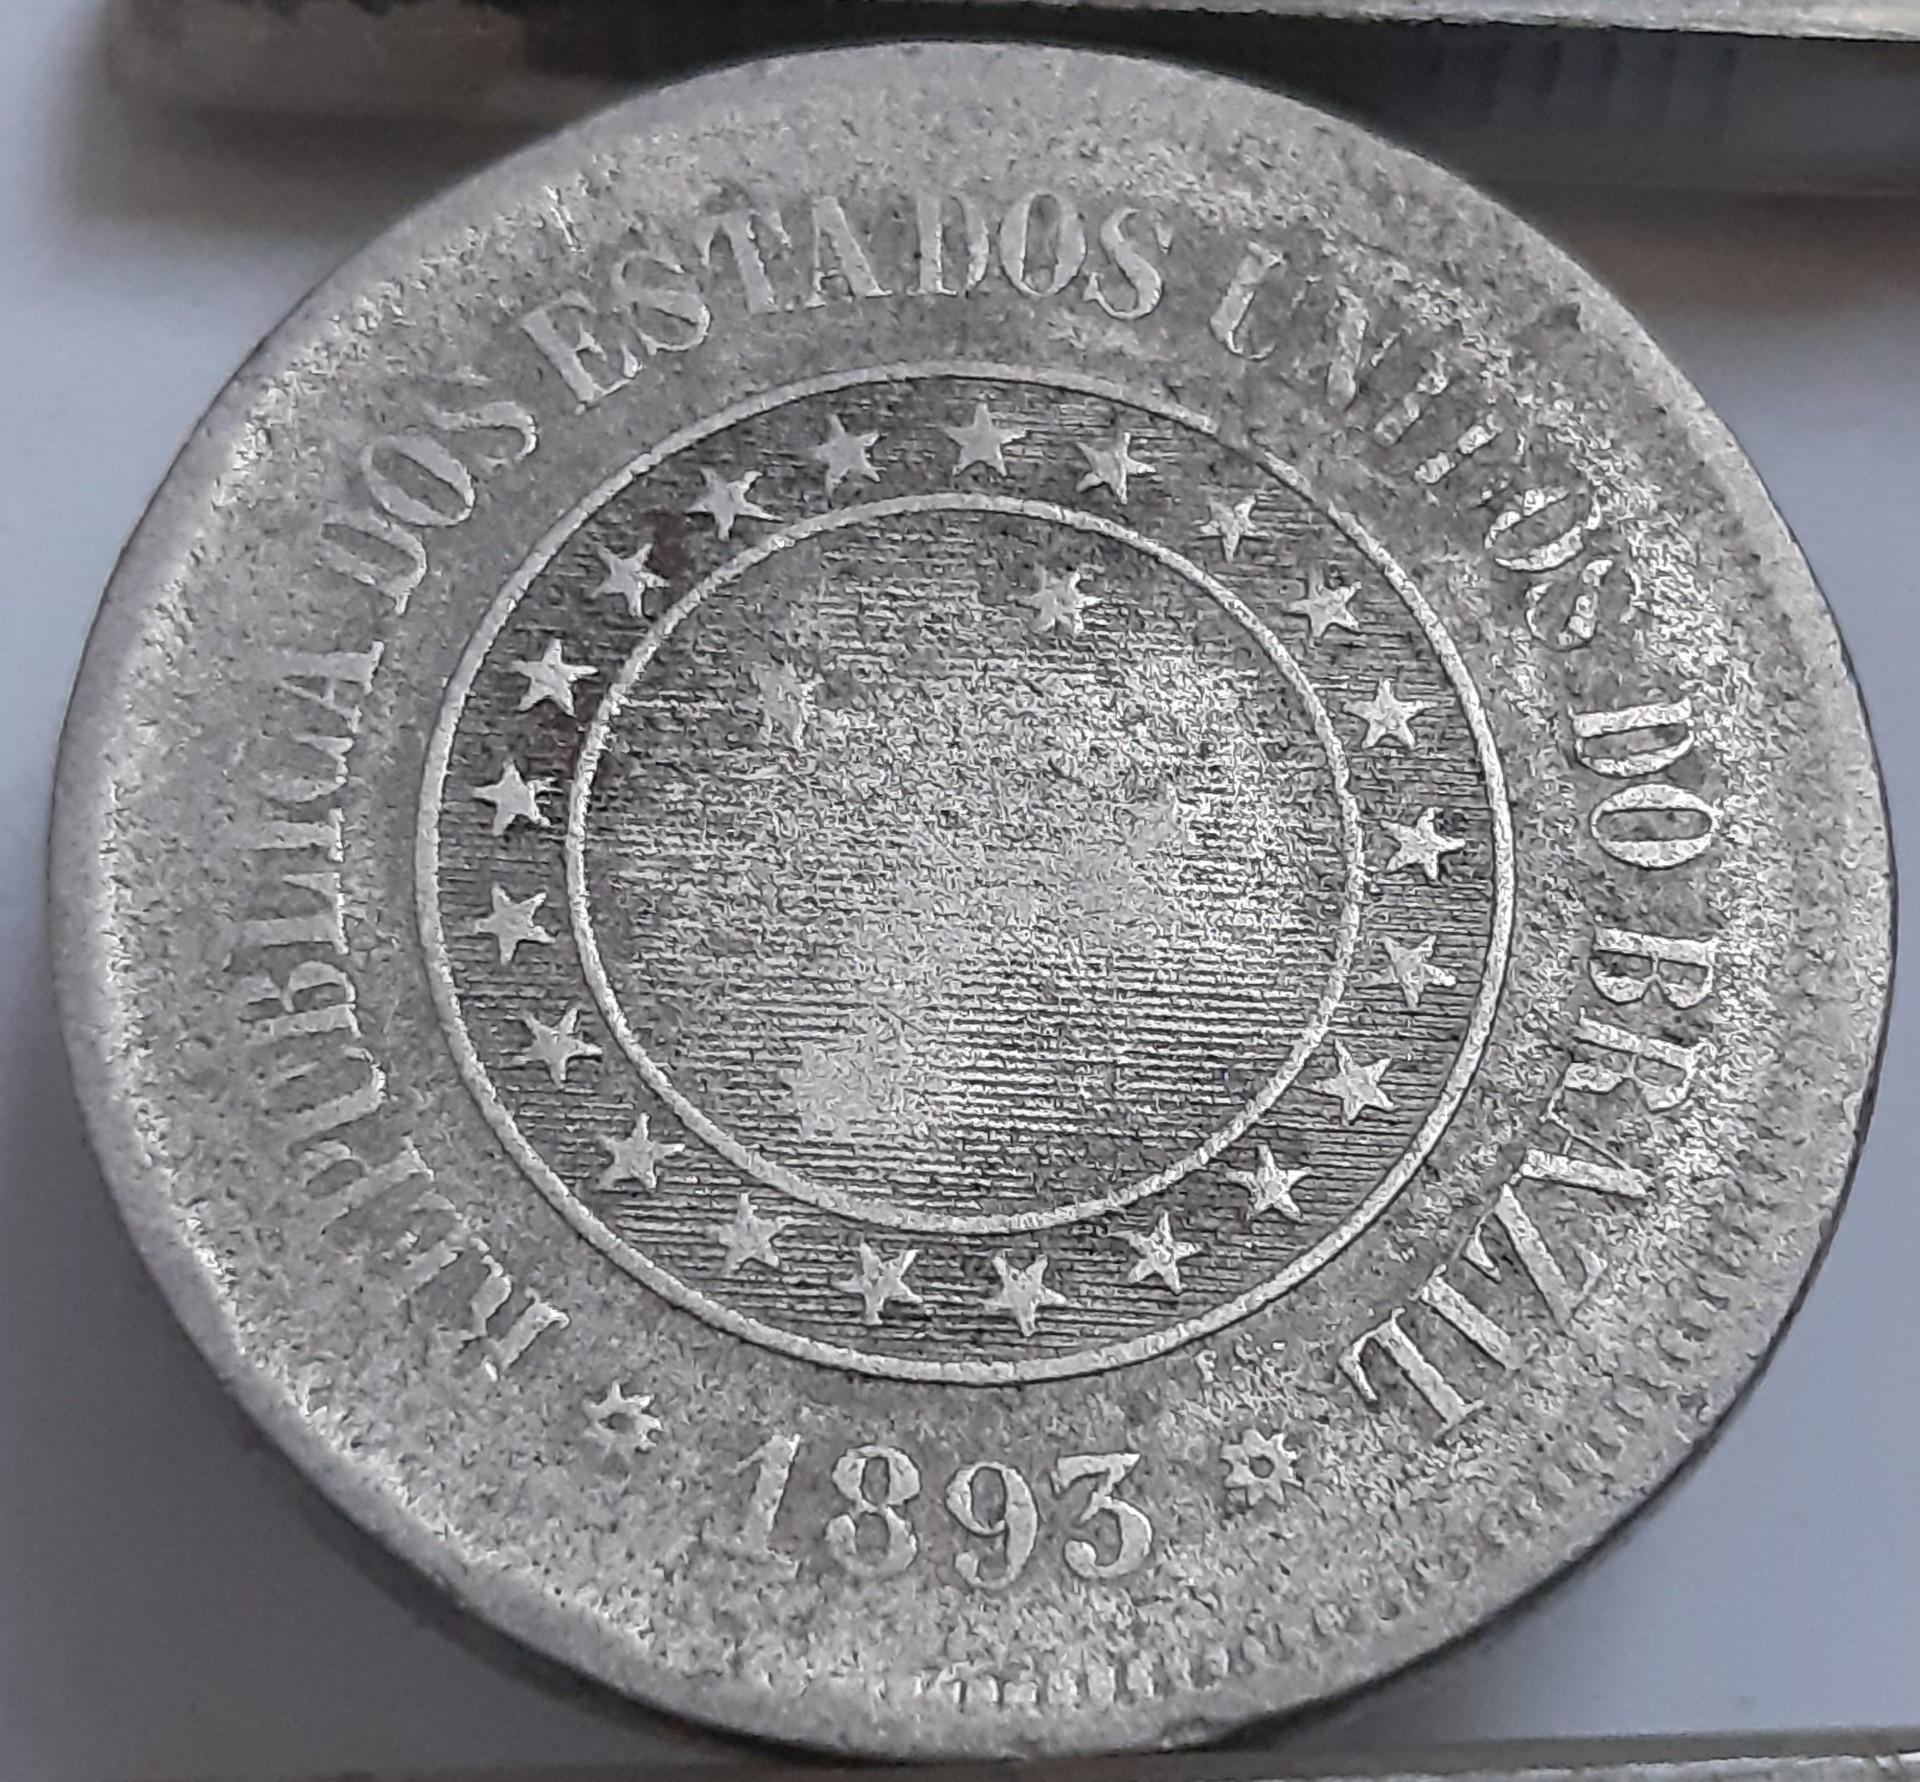 REPUBLICA DOS ESTADOS UNIDOS DO BRAZIL
1893